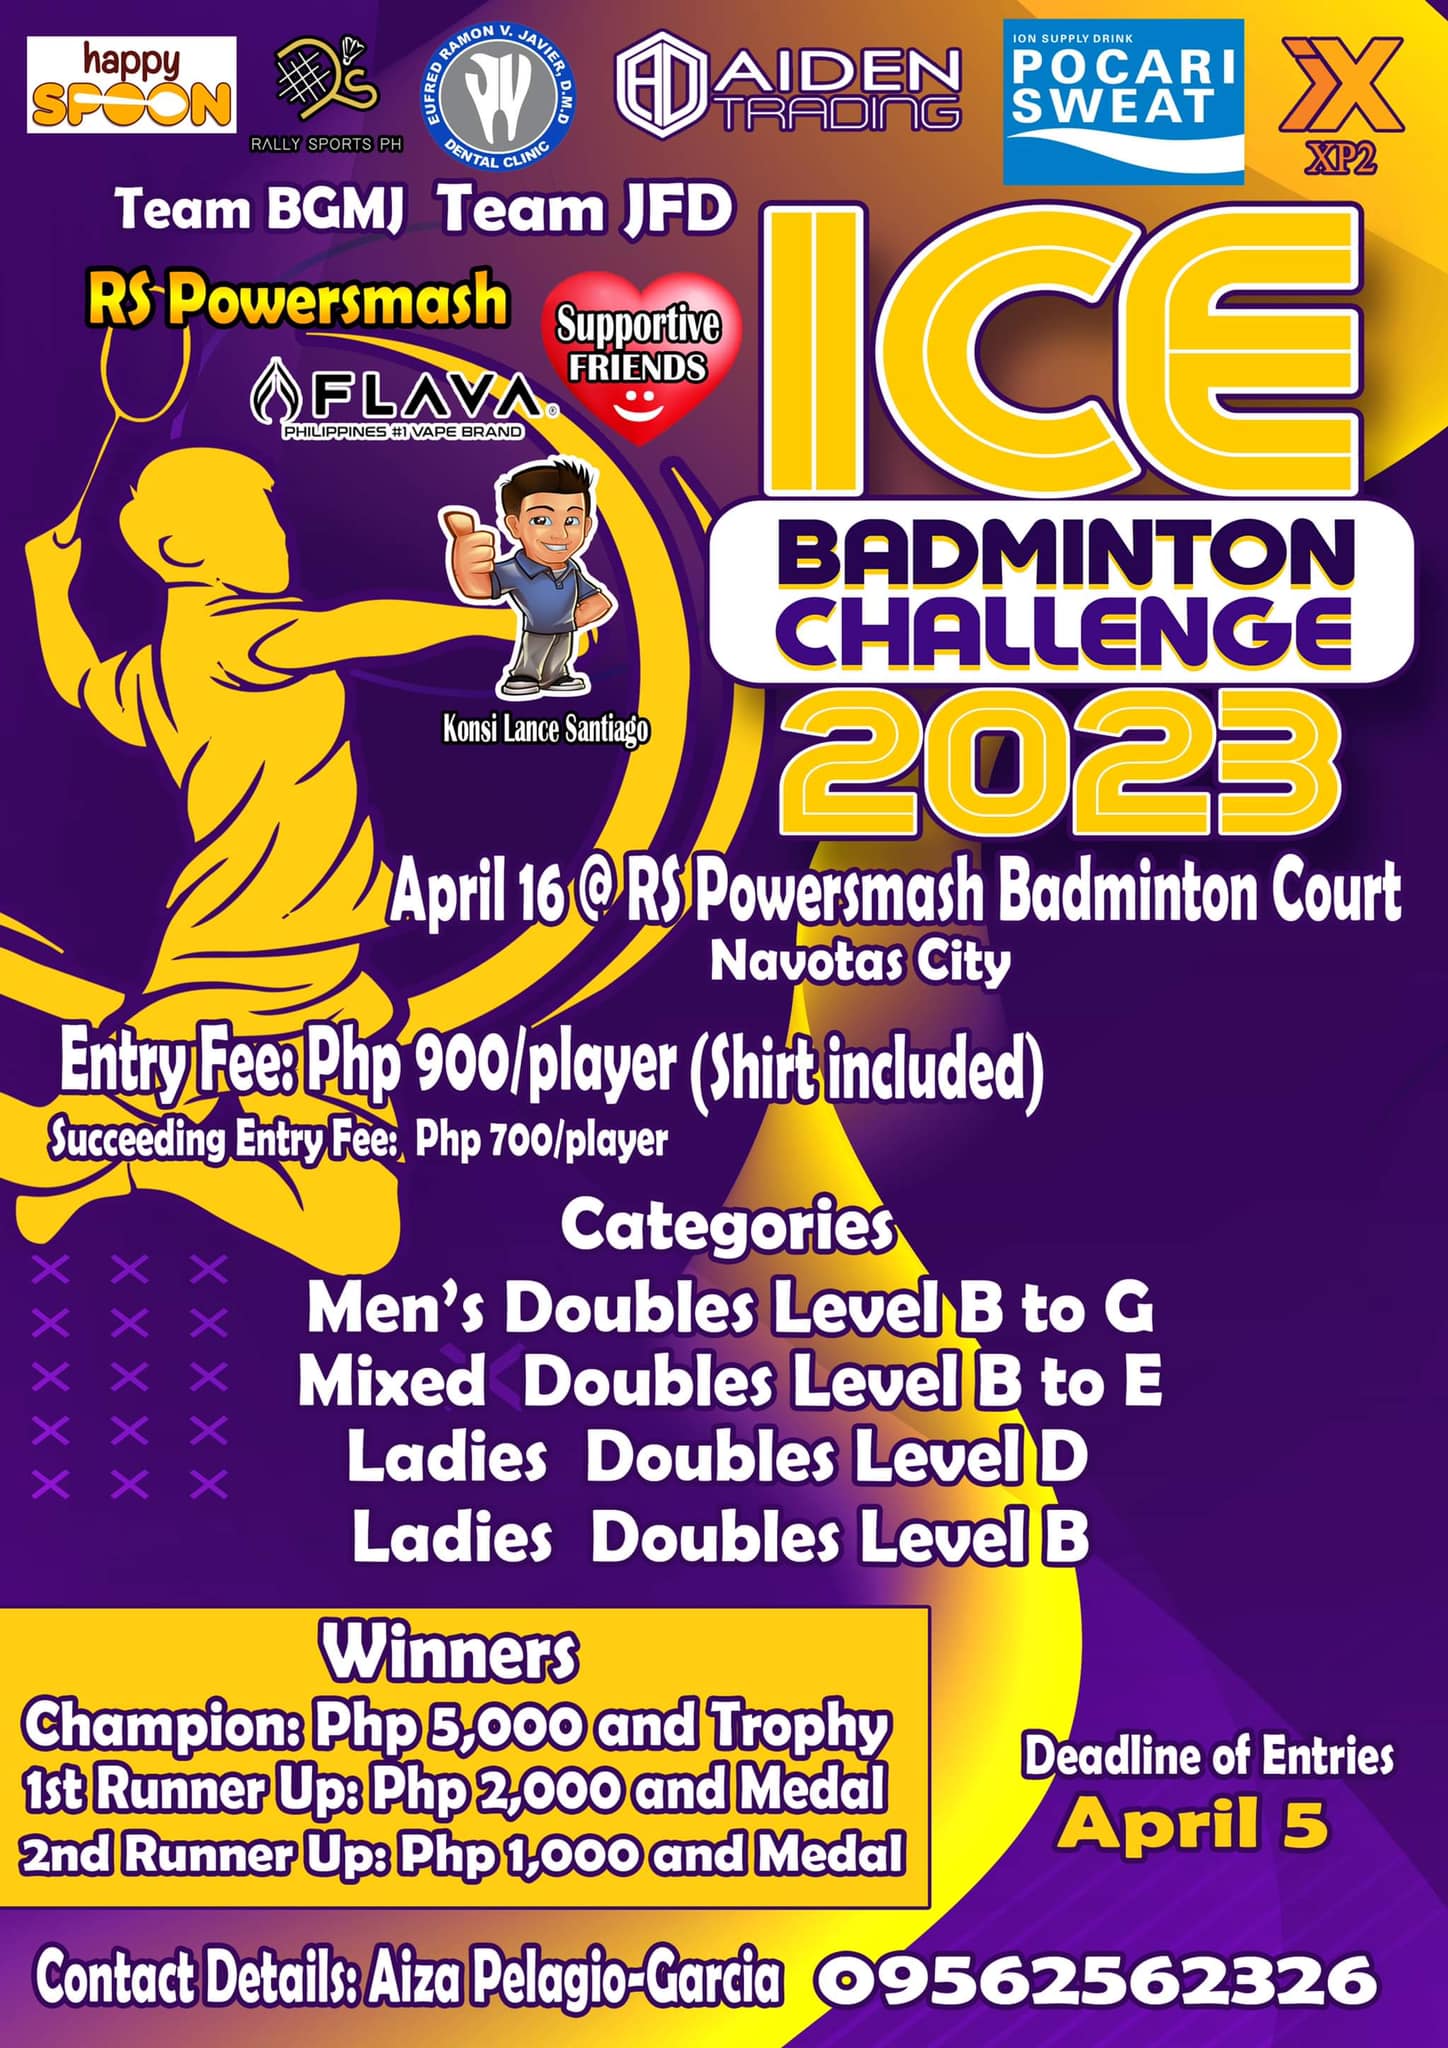 happy
SPOON
RALLY SPORTS PH
EUFRED RAMON V. JAVIER, D.M.D
DENTAL CLINIC
AIDEN
TRADING
ION SUPPLY DRINK
POCARI
SWEAT
XP2
Team BGMJ Team JFD
RS Powersmash
Supportive
FRIENDS
FLAVA®
PHILIPPINES #1 VAPE BRAND
Konsi Lance Santiago
ICE
BADMINTON
CHALLENGE
2023
April 16 @ RS Powersmash Badminton Court
Navotas City
Entry Fee: Php 900/player (Shirt included)
Succeeding Entry Fee: Php 700/player
Categories
Men's Doubles Level B to G
Mixed Doubles Level B to E
Ladies Doubles Level D
Ladies Doubles Level B
Winners
Champion: Php 5,000 and Trophy
1st Runner Up: Php 2,000 and Medal
2nd Runner Up: Php 1,000 and Medal
Deadline of Entries
April 5
Contact Details: Aiza Pelagio-Garcia 09562562326